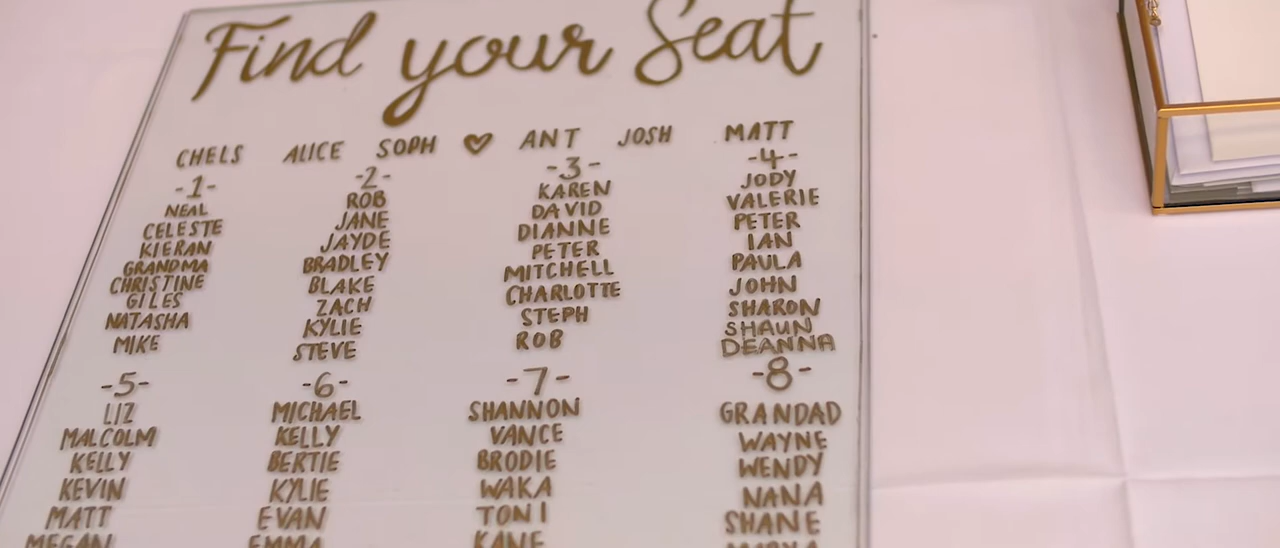 Find your Seat
CHELS ALICE SOPH ♡ ANT JOSH MATT
-1-
NEAL
CELESTE
KIERAN
GRANDMA
CHRISTINE
GILES
NATASHA
MIKE
-2-
ROB
JANE
JAYDE
BRADLEY
BLAKE
ZACH
KYLIE
STEVE
-3-
KAREN
DAVID
DIANNE
PETER
MITCHELL
CHARLOTTE
STEPH
ROB
-4-
JODY
VALERIE
PETER
IAN
PAULA
JOHN
SHARON
SHAUN
DEANNA
-5-
LIZ
MALCOLM
KELLY
KEVIN
MATT
MEGAN
-6-
MICHAEL
KELLY
BERTIE
KYLIE
EVAN
EMMA
-7-
SHANNON
VANCE
BRODIE
WAKA
TONI
KANE
-8-
GRANDAD
WAYNE
WENDY
NANA
SHANE